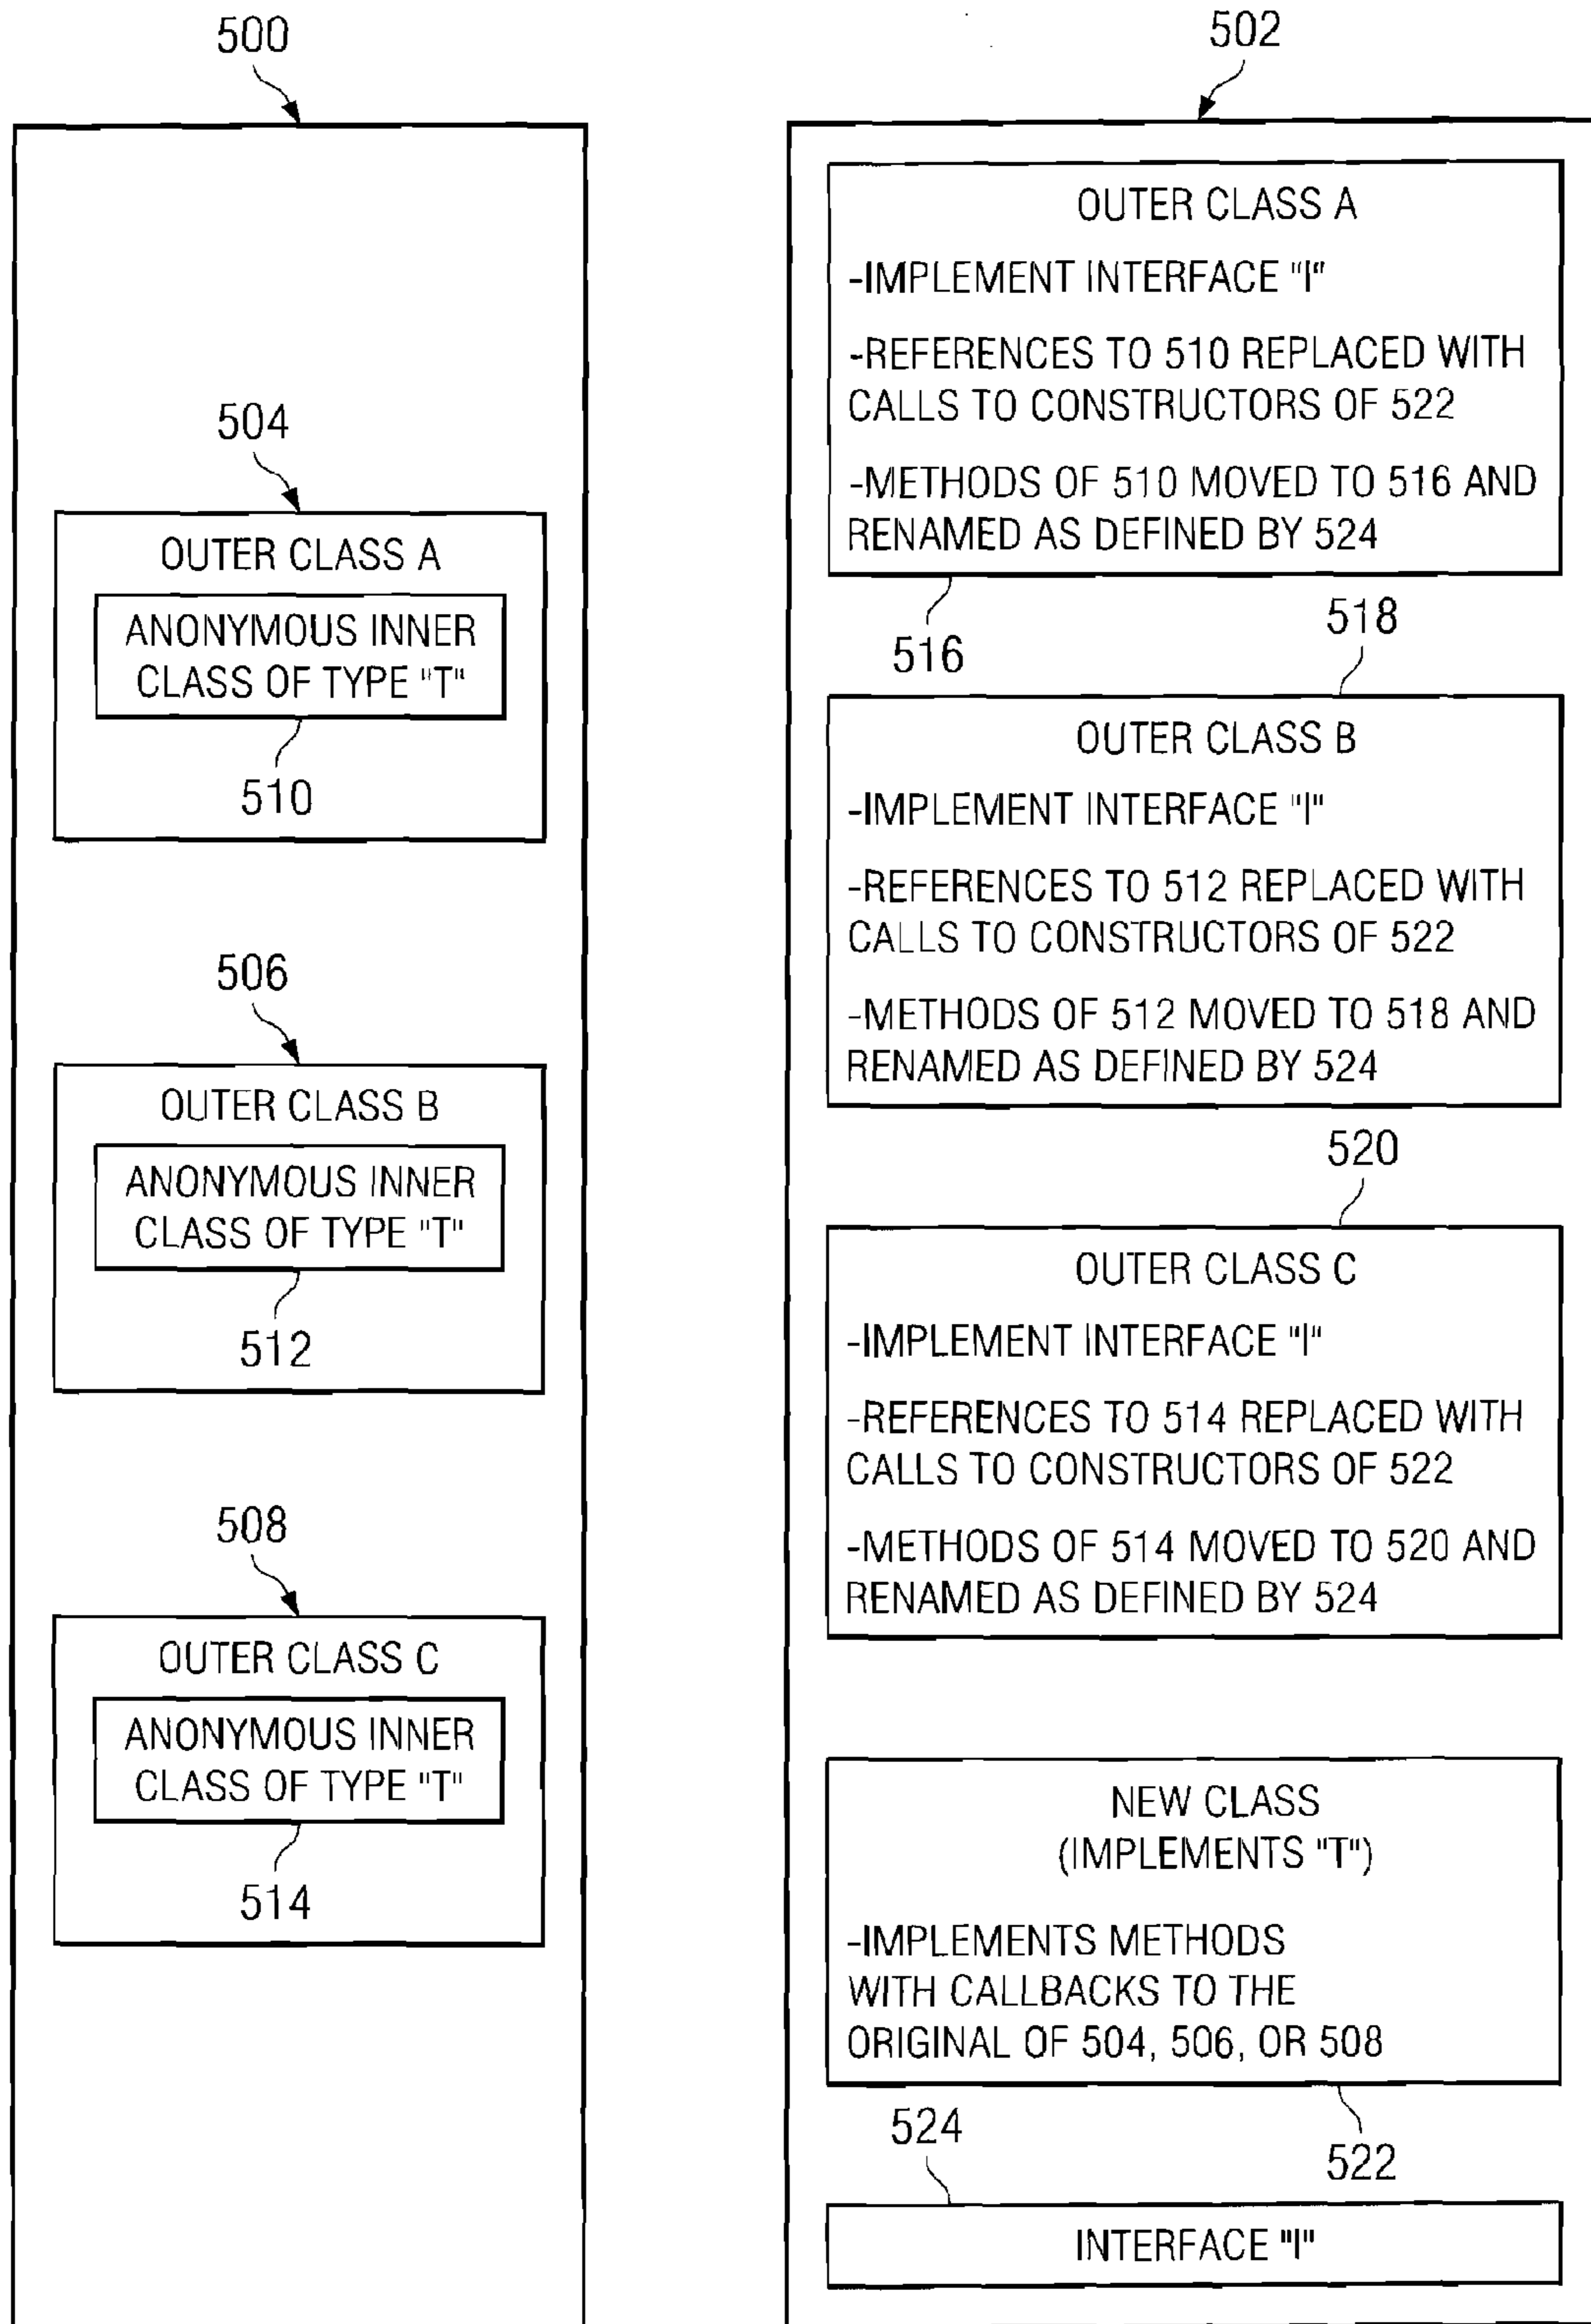 500
504
OUTER CLASS A
ANONYMOUS INNER
CLASS OF TYPE "T"
510
506
OUTER CLASS B
ANONYMOUS INNER
CLASS OF TYPE "T"
512
508
OUTER CLASS C
ANONYMOUS INNER
CLASS OF TYPE "T"
514
502
OUTER CLASS A
-IMPLEMENT INTERFACE "I"
-REFERENCES TO 510 REPLACED WITH
CALLS TO CONSTRUCTORS OF 522
-METHODS OF 510 MOVED TO 516 AND
RENAMED AS DEFINED BY 524
516
518
OUTER CLASS B
-IMPLEMENT INTERFACE "I"
-REFERENCES TO 512 REPLACED WITH
CALLS TO CONSTRUCTORS OF 522
-METHODS OF 512 MOVED TO 518 AND
RENAMED AS DEFINED BY 524
520
OUTER CLASS C
-IMPLEMENT INTERFACE "I"
-REFERENCES TO 514 REPLACED WITH
CALLS TO CONSTRUCTORS OF 522
-METHODS OF 514 MOVED TO 520 AND
RENAMED AS DEFINED BY 524
NEW CLASS
(IMPLEMENTS "T")
-IMPLEMENTS METHODS
WITH CALLBACKS TO THE
ORIGINAL OF 504, 506, OR 508
524
522
INTERFACE "I"